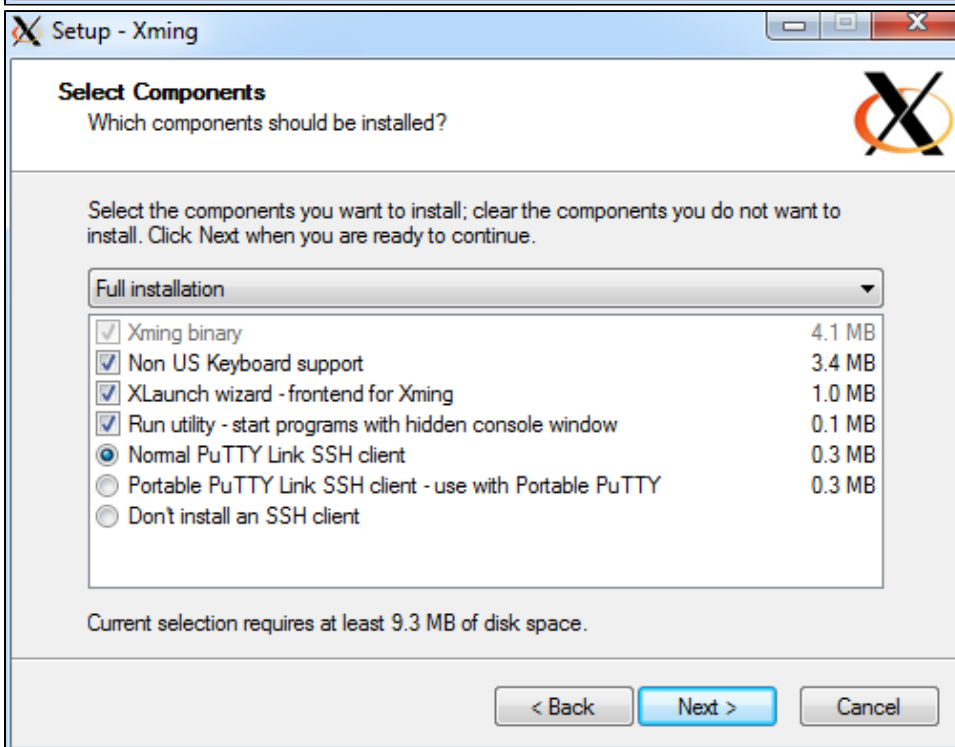 Setup - Xming
Select Components
Which components should be installed?
Select the components you want to install; clear the components you do not want to
install. Click Next when you are ready to continue.
Full installation
Xming binary 4.1 MB
Non US Keyboard support 3.4 MB
XLaunch wizard - frontend for Xming 1.0 MB
Run utility - start programs with hidden console window 0.1 MB
Normal PuTTY Link SSH client 0.3 MB
Portable PuTTY Link SSH client - use with Portable PuTTY 0.3 MB
Don't install an SSH client
Current selection requires at least 9.3 MB of disk space.
< Back Next > Cancel